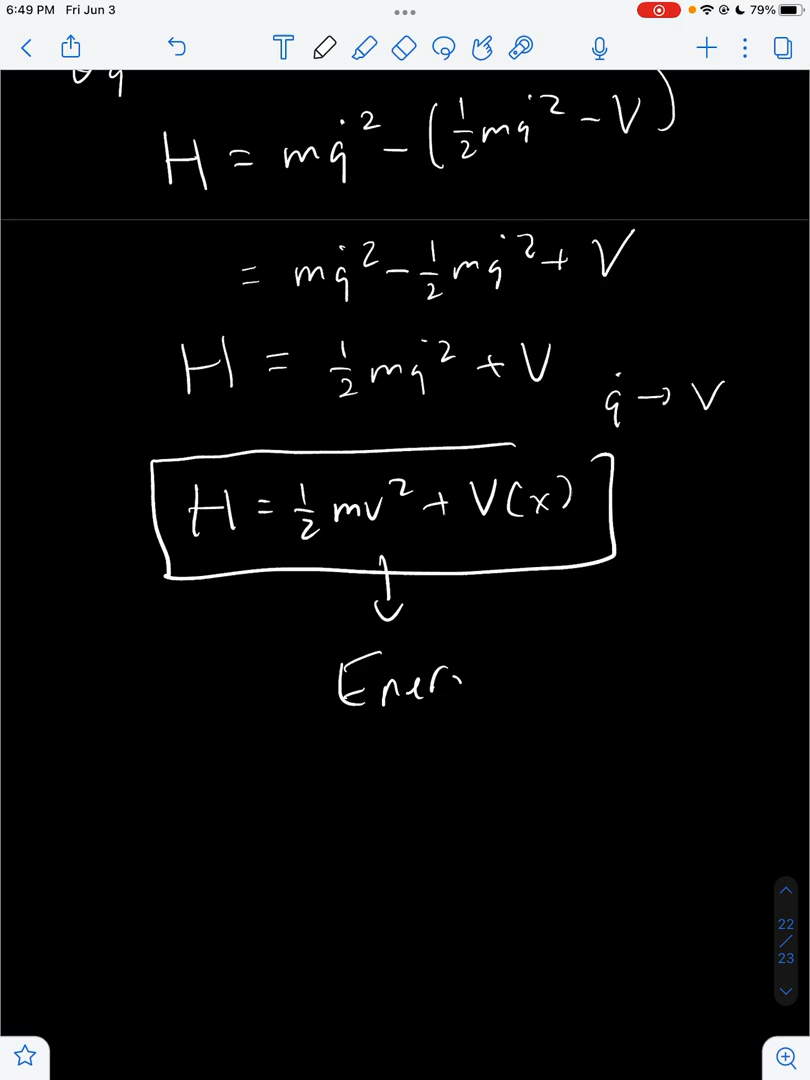 6:49 PM Fri Jun 3
79%
T
H = mq̇² - (½mq̇² - V)
= mq̇² - ½mq̇² + V
H = ½mq̇² + V
q̇ → V
H = ½mv² + V(x)
↓
Ener
22
/
23